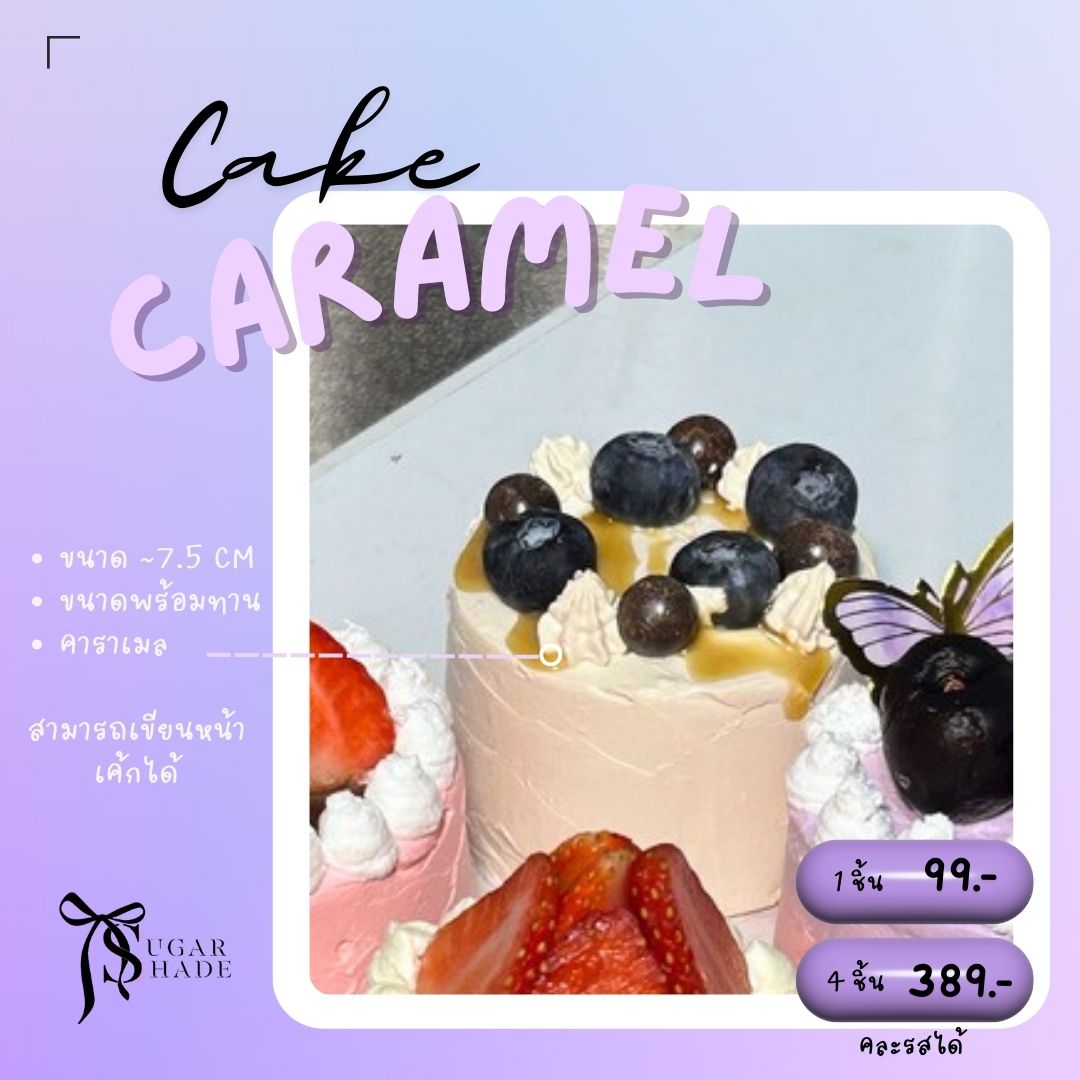 Cake
CARAMEL
• ขนาด ~7.5 CM
• ขนาดพร้อมทาน
• คาราเมล
สามารถเขียนหน้า
เค้กได้
SUGAR
SHADE
1 ชิ้น 99.-
4 ชิ้น 389.-
คละรสได้